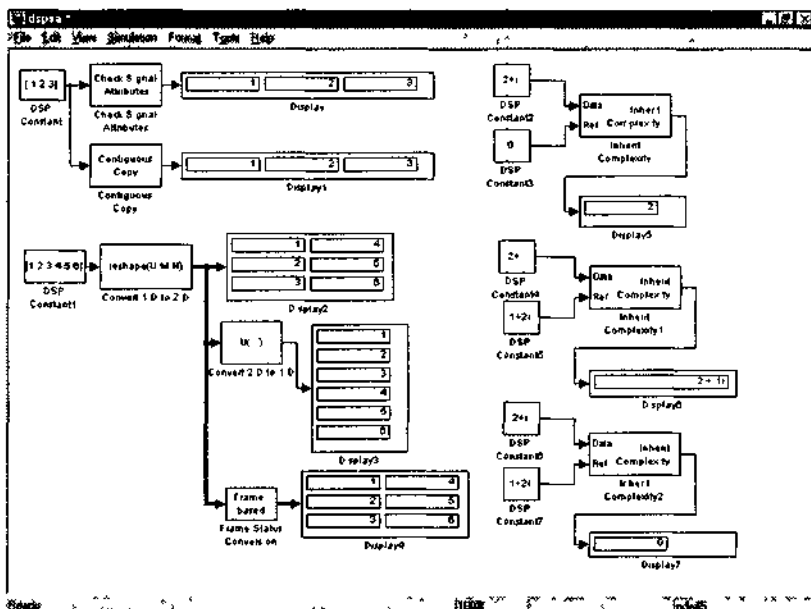 dspsa *
File Edit View Simulation Format Tools Help
[1 2 3]
DSP
Constant
Check Signal
Attributes
Check Signal
Attributes
1 2 3
Display
Contiguous
Copy
Contiguous
Copy
1 2 3
Display1
[1 2 3 4 5 6]
DSP
Constant1
reshape(U M N)
Convert 1 D to 2 D
1 4
2 5
3 6
Display2
U( )
Convert 2 D to 1 D
1
2
3
4
5
6
Display3
Frame
based
Frame Status
Conversion
1 4
2 5
3 6
Display4
2+i
DSP
Constant2
0
DSP
Constant3
Data
Ref
Inherit
Complexity
Inherit
Complexity
2
Display5
2+
DSP
Constant4
1+2i
DSP
Constant5
Data
Ref
Inherit
Complexity
Inherit
Complexity1
2 + 1i
Display6
2+i
DSP
Constant6
1+2i
DSP
Constant7
Data
Ref
Inherit
Complexity
Inherit
Complexity2
0
Display7
Ready